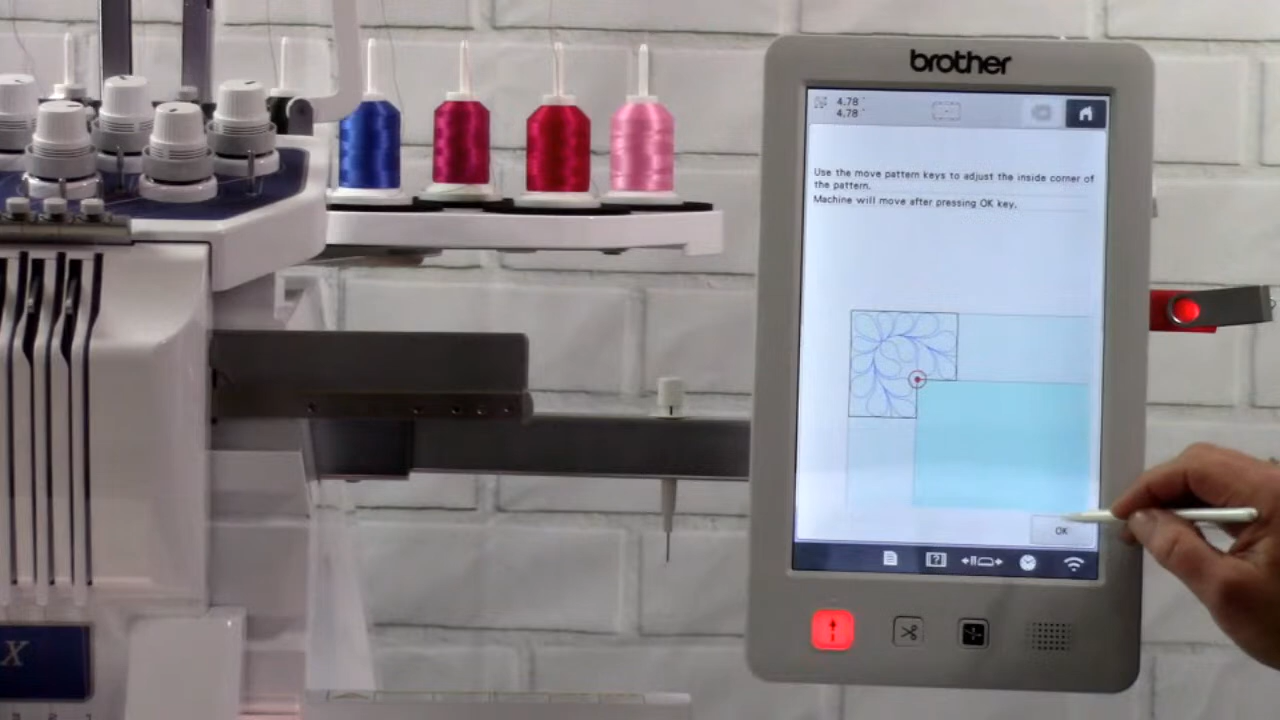 brother
4.78"
4.78"
Use the move pattern keys to adjust the inside corner of
the pattern.
Machine will move after pressing OK key.
OK
?
X